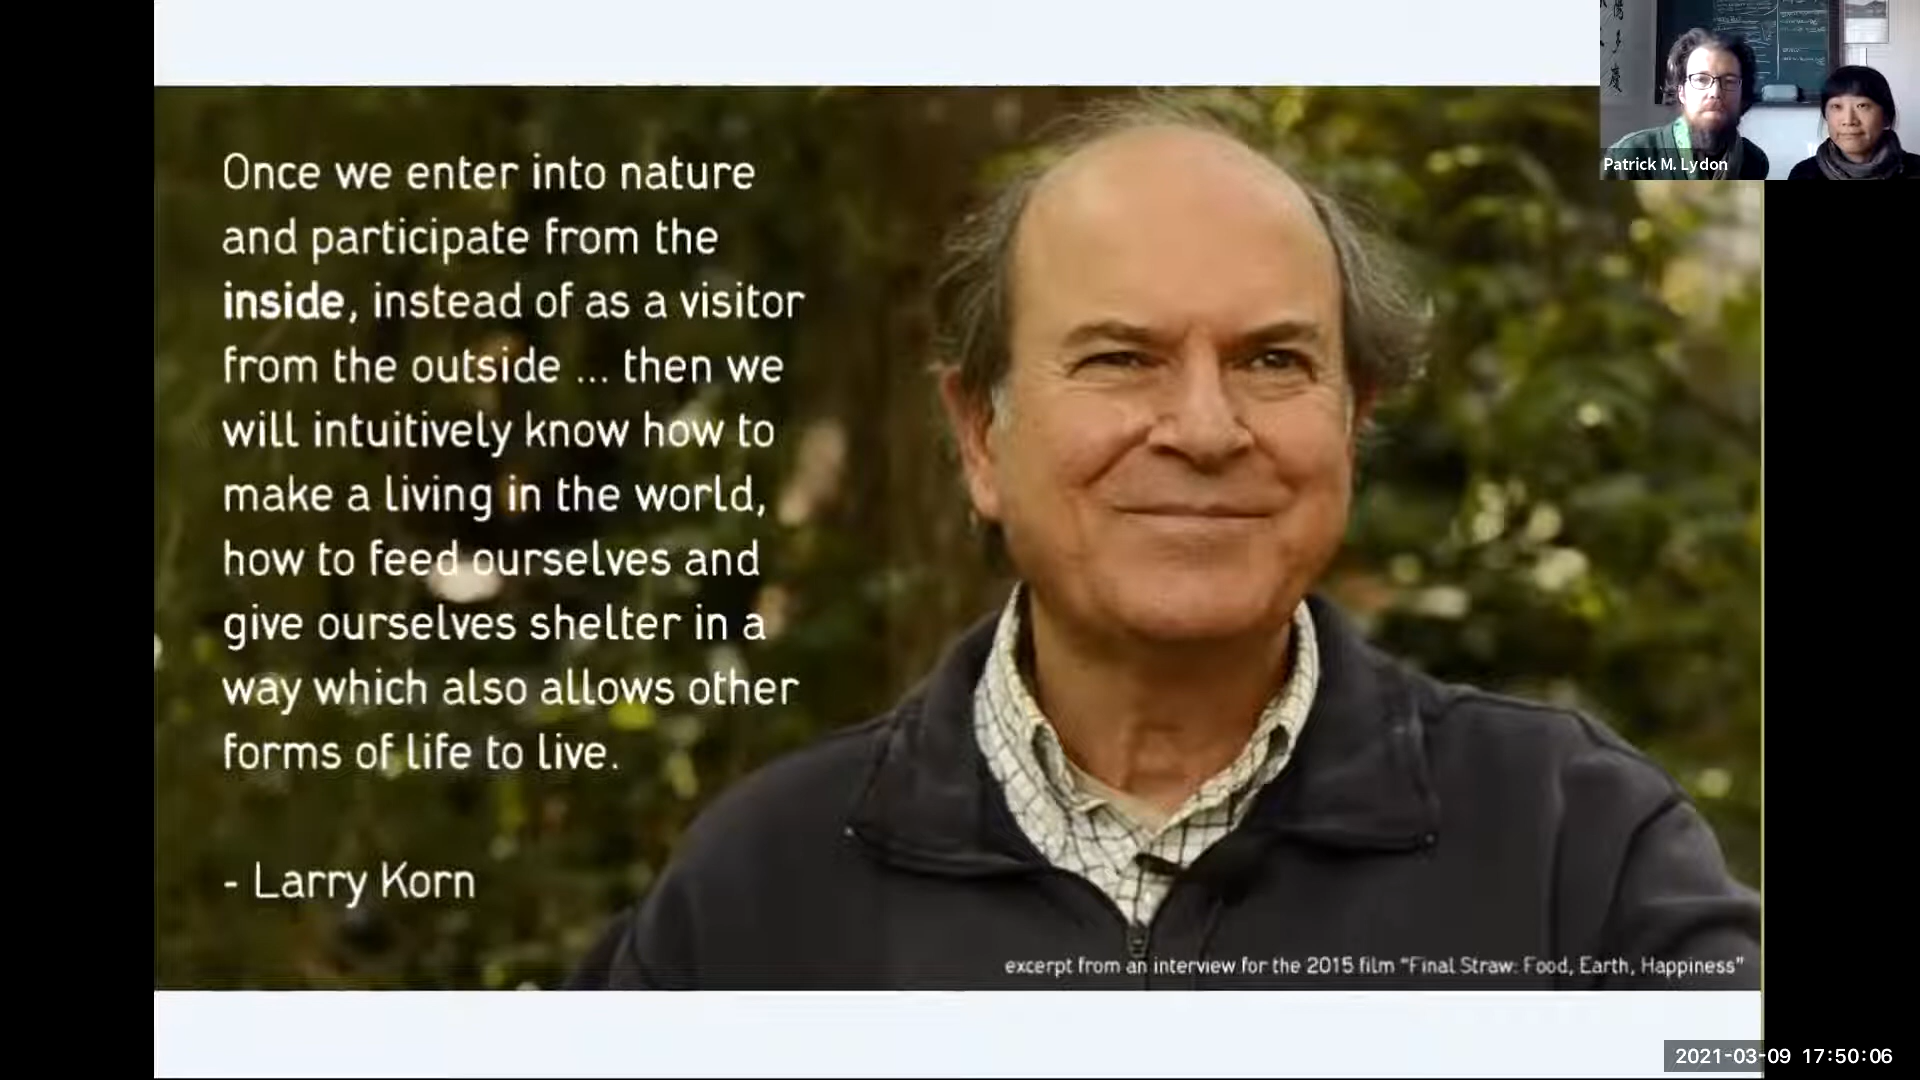 Once we enter into nature
and participate from the
inside, instead of as a visitor
from the outside ... then we
will intuitively know how to
make a living in the world,
how to feed ourselves and
give ourselves shelter in a
way which also allows other
forms of life to live.
- Larry Korn
excerpt from an interview for the 2015 film "Final Straw: Food, Earth, Happiness"
Patrick M. Lydon
2021-03-09 17:50:06